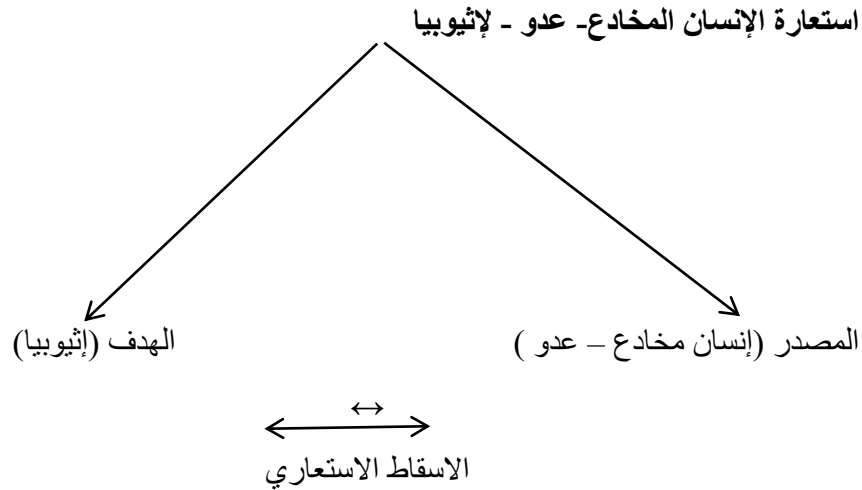 استعارة الإنسان المخادع- عدو - لإثيوبيا
المصدر (إنسان مخادع – عدو )
الهدف (إثيوبيا)
↔
الاسقاط الاستعاري